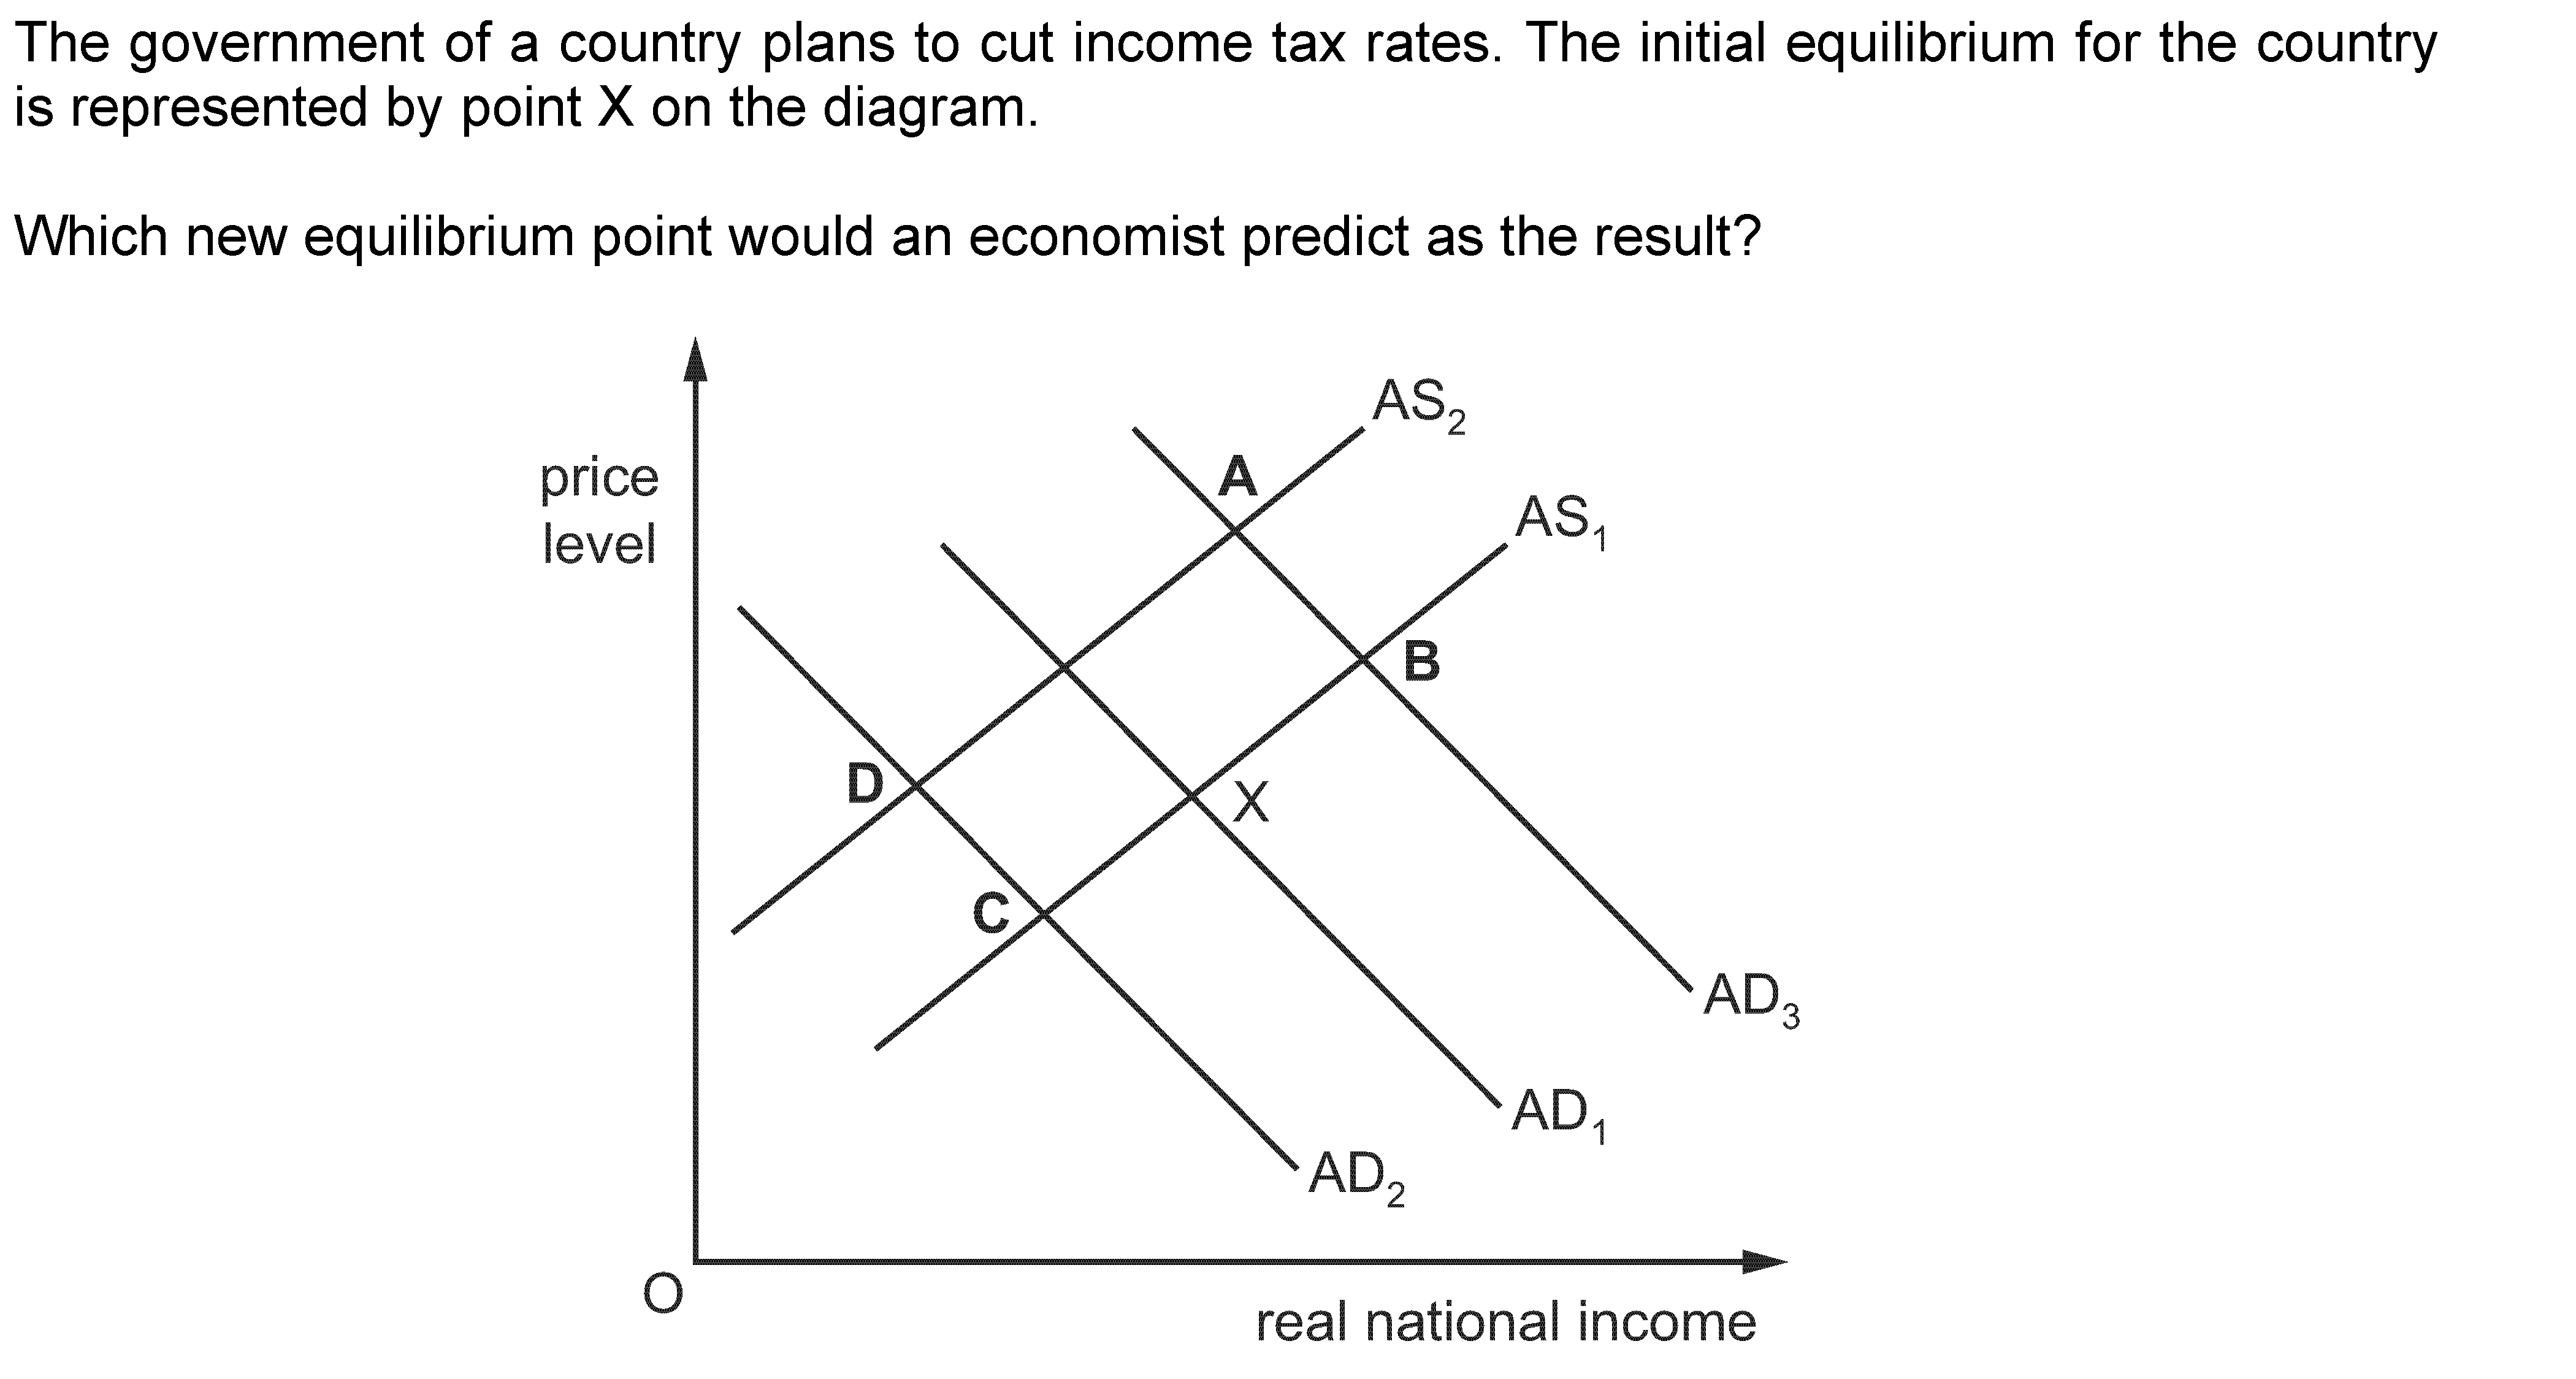 The government of a country plans to cut income tax rates. The initial equilibrium for the country
is represented by point X on the diagram.
Which new equilibrium point would an economist predict as the result?
AS2
A
price
level
AS1
B
D
X
C
AD3
AD1
AD2
O
real national income